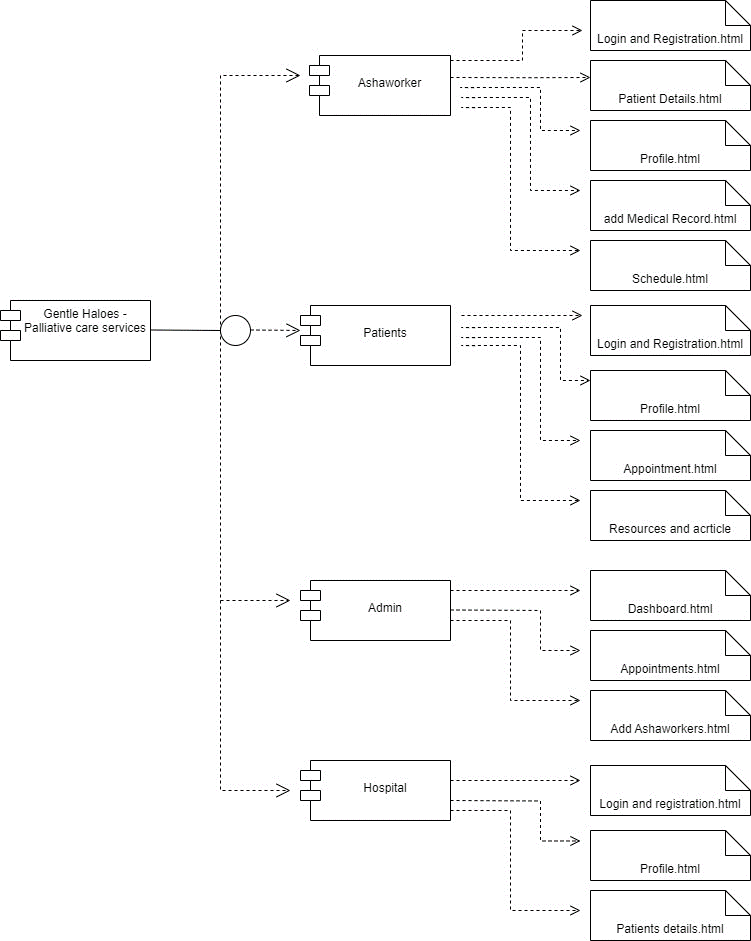 Login and Registration.html
Ashaworker
Patient Details.html
Profile.html
add Medical Record.html
Schedule.html
Gentle Haloes -
Palliative care services
Patients
Login and Registration.html
Profile.html
Appointment.html
Resources and acrticle
Admin
Dashboard.html
Appointments.html
Add Ashaworkers.html
Hospital
Login and registration.html
Profile.html
Patients details.html